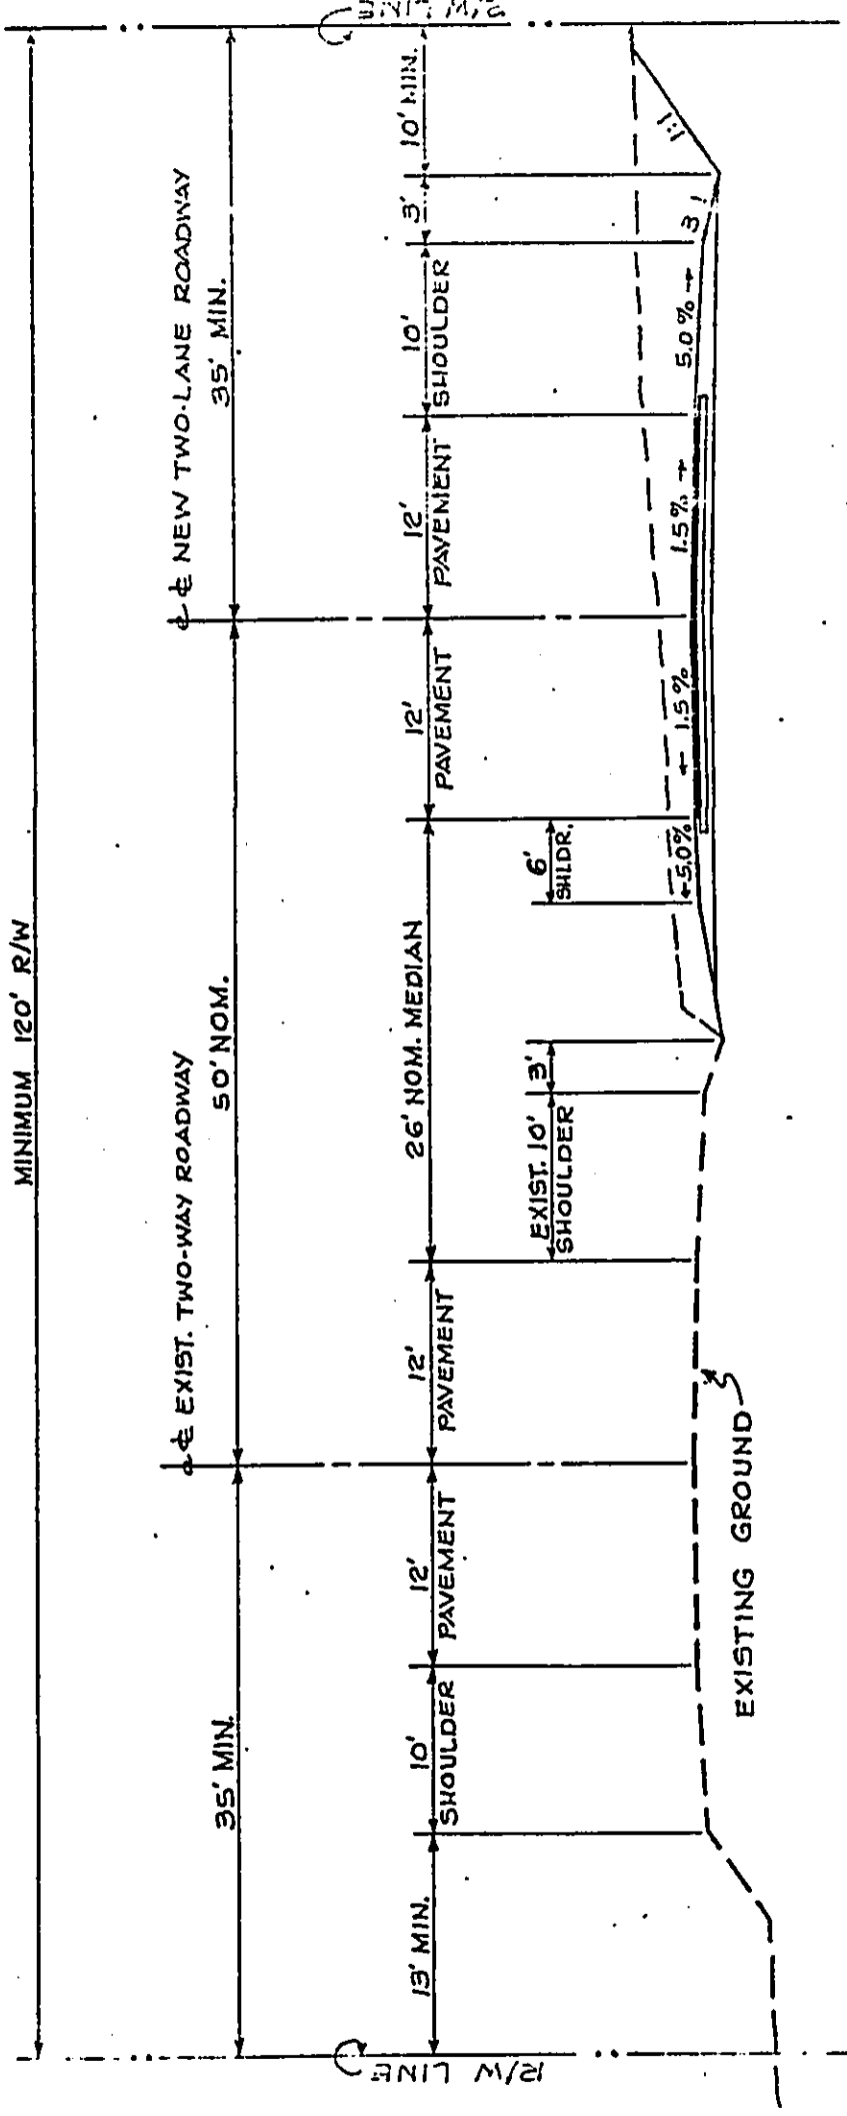 MINIMUM 120' R/W
℄ EXIST. TWO-WAY ROADWAY
℄ NEW TWO-LANE ROADWAY
35' MIN.
50' NOM.
35' MIN.
R/W LINE
13' MIN.
10'
SHOULDER
12'
PAVEMENT
12'
PAVEMENT
26' NOM. MEDIAN
12'
PAVEMENT
12'
PAVEMENT
10'
SHOULDER
3'
10' MIN.
R/W LINE
EXIST. 10'
SHOULDER
3'
6'
SHLDR.
←5.0%
← 1.5%
1.5% →
5.0% →
3
1
1:1
EXISTING GROUND